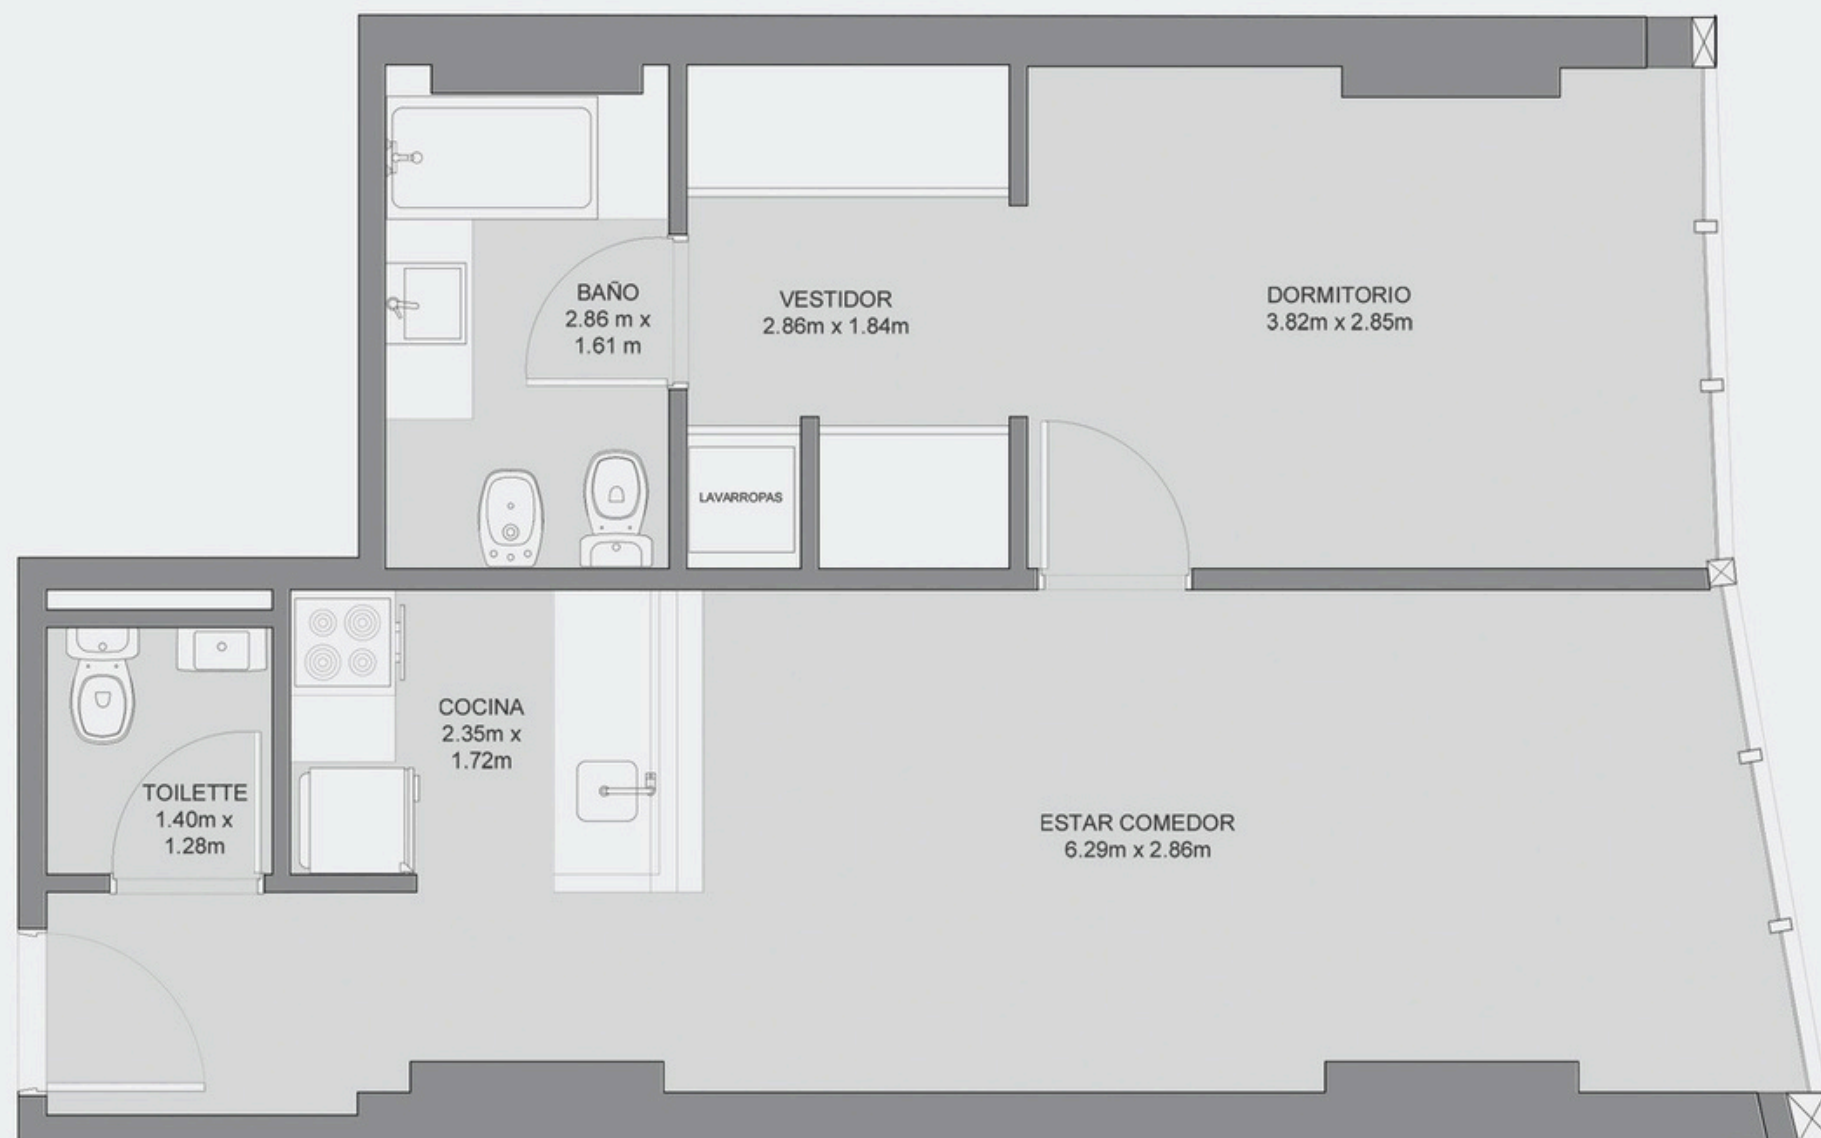 BAÑO
2.86 m x
1.61 m
VESTIDOR
2.86m x 1.84m
DORMITORIO
3.82m x 2.85m
LAVARROPAS
COCINA
2.35m x
1.72m
TOILETTE
1.40m x
1.28m
ESTAR COMEDOR
6.29m x 2.86m